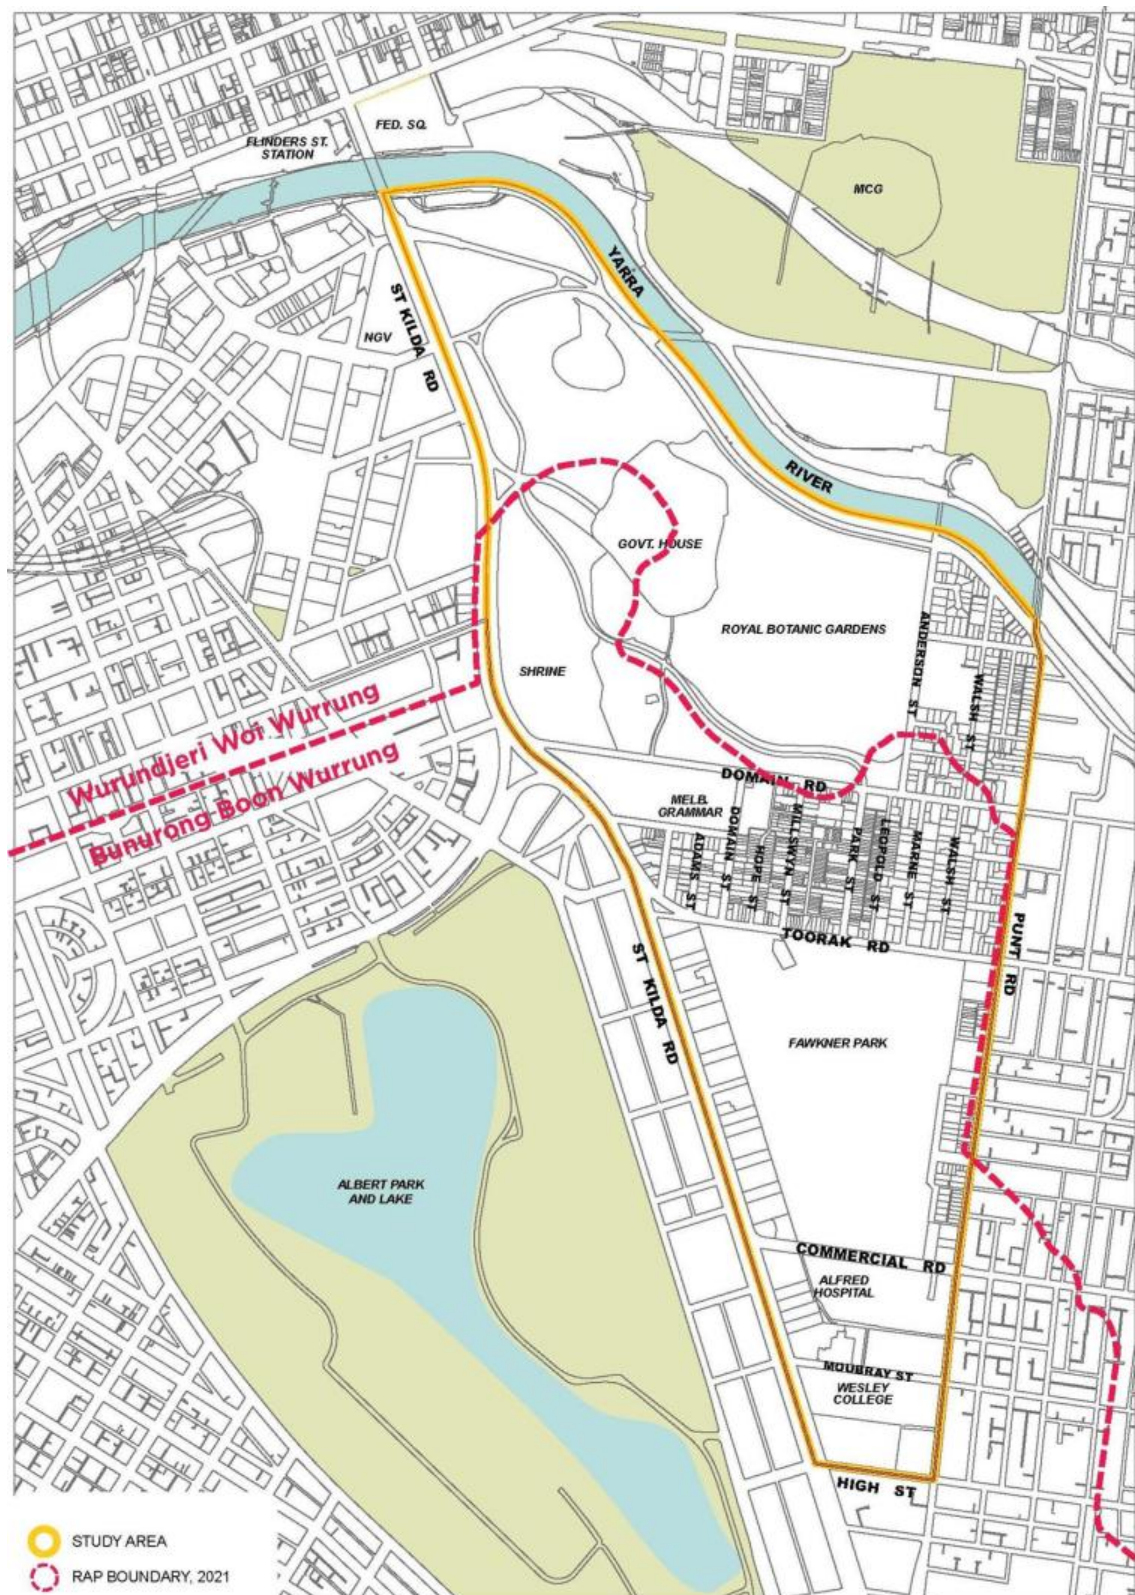 FED. SQ.
FLINDERS ST.
STATION
MCG
YARRA
ST KILDA RD
NGV
RIVER
GOVT. HOUSE
ROYAL BOTANIC GARDENS
ANDERSON ST
WALSH ST
SHRINE
Wurundjeri Woi Wurrung
Bunurong Boon Wurrung
DOMAIN RD
MELB.
GRAMMAR
ADAMS ST
DOMAIN ST
HOPE ST
MILLSWYN ST
PARK ST
LEOPOLD ST
MARNE ST
WALSH ST
TOORAK RD
PUNT RD
ST KILDA RD
FAWKNER PARK
ALBERT PARK
AND LAKE
COMMERCIAL RD
ALFRED
HOSPITAL
MOUBRAY ST
WESLEY
COLLEGE
HIGH ST
STUDY AREA
RAP BOUNDARY, 2021